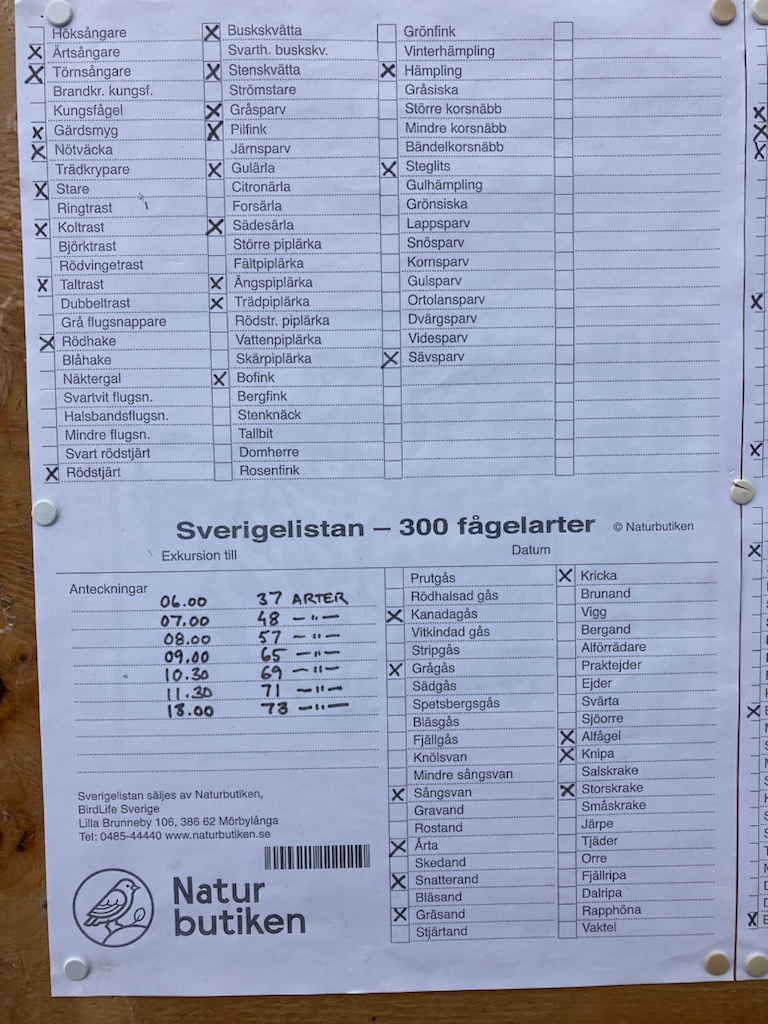 Höksångare
Ärtsångare
Törnsångare
Brandkr. kungsf.
Kungsfågel
Gärdsmyg
Nötväcka
Trädkrypare
Stare
Ringtrast
Koltrast
Björktrast
Rödvingetrast
Taltrast
Dubbeltrast
Grå flugsnappare
Rödhake
Blåhake
Näktergal
Svartvit flugsn.
Halsbandsflugsn.
Mindre flugsn.
Svart rödstjärt
Rödstjärt
Buskskvätta
Svarth. buskskv.
Stenskvätta
Strömstare
Gråsparv
Pilfink
Järnsparv
Gulärla
Citronärla
Forsärla
Sädesärla
Större piplärka
Fältpiplärka
Ängspiplärka
Trädpiplärka
Rödstr. piplärka
Vattenpiplärka
Skärpiplärka
Bofink
Bergfink
Stenknäck
Tallbit
Domherre
Rosenfink
Grönfink
Vinterhämpling
Hämpling
Gråsiska
Större korsnäbb
Mindre korsnäbb
Bändelkorsnäbb
Steglits
Gulhämpling
Grönsiska
Lappsparv
Snösparv
Kornsparv
Gulsparv
Ortolansparv
Dvärgsparv
Videsparv
Sävsparv
Sverigelistan – 300 fågelarter © Naturbutiken
Exkursion till Datum
Anteckningar
06.00 37 ARTER
07.00 48 –"–
08.00 57 –"–
09.00 65 –"–
10.30 69 –"–
11.30 71 –"–
13.00 73 –"–
Sverigelistan säljes av Naturbutiken,
BirdLife Sverige
Lilla Brunneby 106, 386 62 Mörbylånga
Tel: 0485-44440 www.naturbutiken.se
Natur
butiken
Prutgås
Rödhalsad gås
Kanadagås
Vitkindad gås
Stripgås
Grågås
Sädgås
Spetsbergsgås
Bläsgås
Fjällgås
Knölsvan
Mindre sångsvan
Sångsvan
Gravand
Rostand
Årta
Skedand
Snatterand
Bläsand
Gräsand
Stjärtand
Kricka
Brunand
Vigg
Bergand
Alförrädare
Praktejder
Ejder
Svärta
Sjöorre
Alfågel
Knipa
Salskrake
Storskrake
Småskrake
Järpe
Tjäder
Orre
Fjällripa
Dalripa
Rapphöna
Vaktel